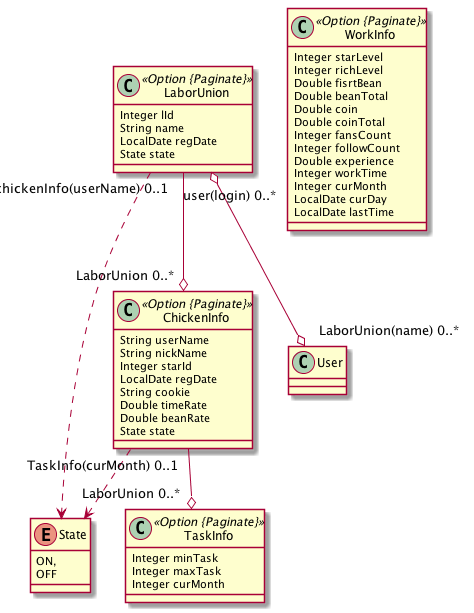 C «Option {Paginate}»
WorkInfo
Integer starLevel
Integer richLevel
Double fisrtBean
Double beanTotal
Double coin
Double coinTotal
Integer fansCount
Integer followCount
Double experience
Integer workTime
Integer curMonth
LocalDate curDay
LocalDate lastTime
C «Option {Paginate}»
LaborUnion
Integer lId
String name
LocalDate regDate
State state
chickenInfo(userName) 0..1
user(login) 0..*
LaborUnion 0..*
C «Option {Paginate}»
ChickenInfo
String userName
String nickName
Integer starId
LocalDate regDate
String cookie
Double timeRate
Double beanRate
State state
LaborUnion(name) 0..*
C User
TaskInfo(curMonth) 0..1
LaborUnion 0..*
E State
ON,
OFF
C «Option {Paginate}»
TaskInfo
Integer minTask
Integer maxTask
Integer curMonth